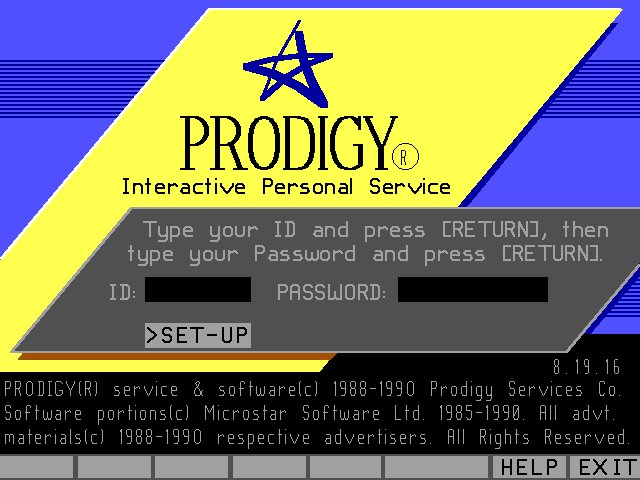 PRODIGY®
Interactive Personal Service
Type your ID and press [RETURN], then
type your Password and press [RETURN].
ID: PASSWORD:
>SET-UP
8.19.16
PRODIGY(R) service & software(c) 1988-1990 Prodigy Services Co.
Software portions(c) Microstar Software Ltd. 1985-1990. All advt.
materials(c) 1988-1990 respective advertisers. All Rights Reserved.
HELP EXIT